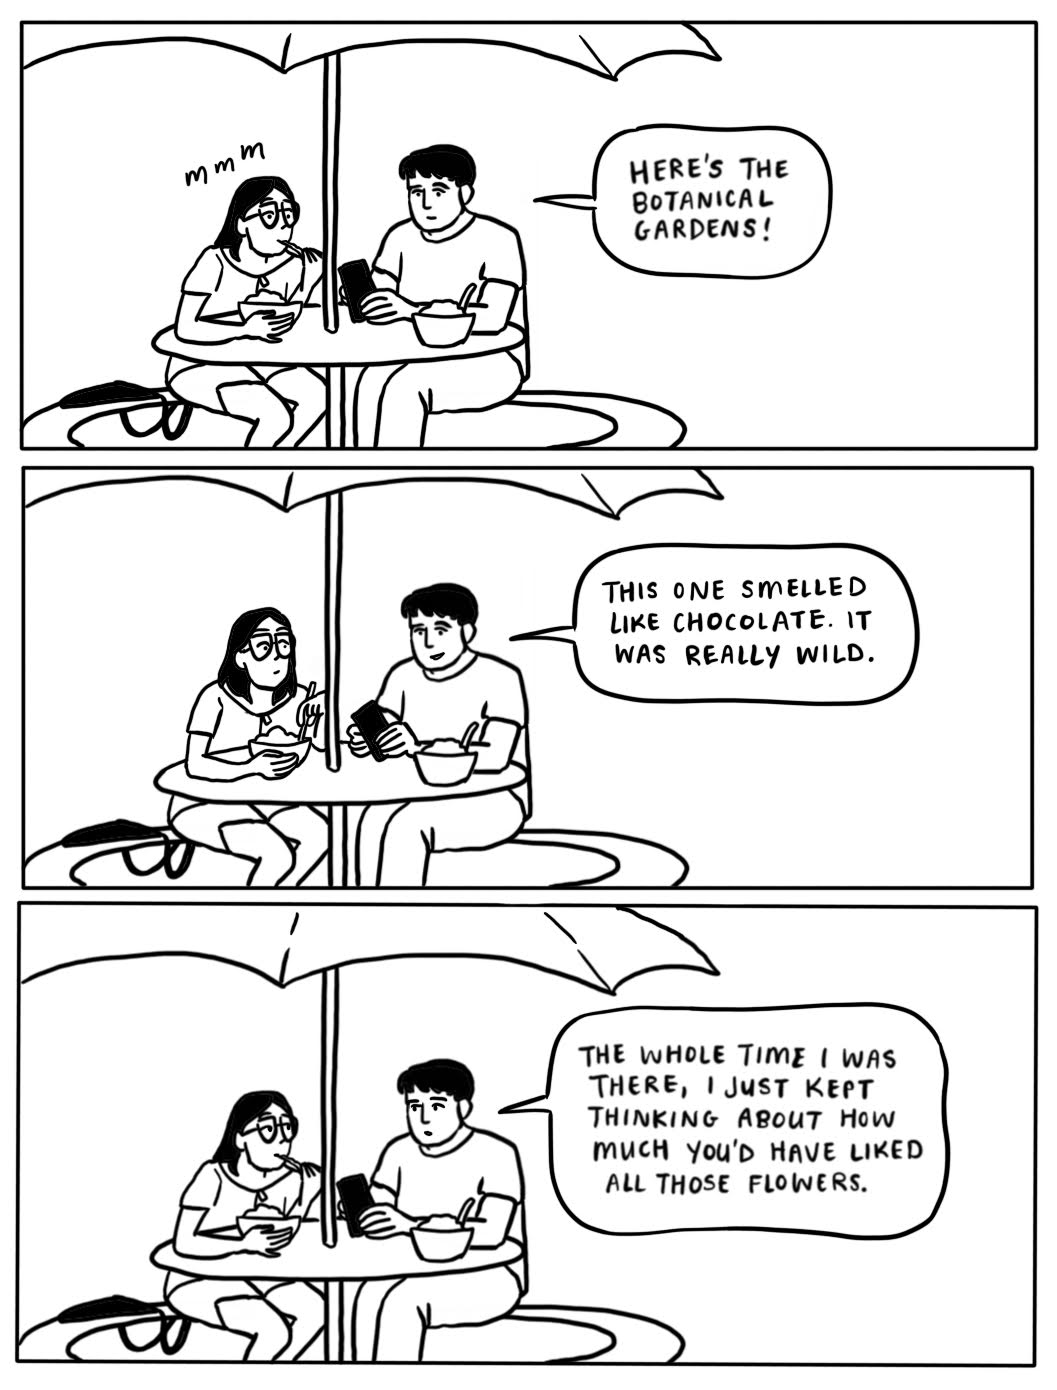 mmm
HERE'S THE
BOTANICAL
GARDENS!
THIS ONE SMELLED
LIKE CHOCOLATE. IT
WAS REALLY WILD.
THE WHOLE TIME I WAS
THERE, I JUST KEPT
THINKING ABOUT HOW
MUCH YOU'D HAVE LIKED
ALL THOSE FLOWERS.